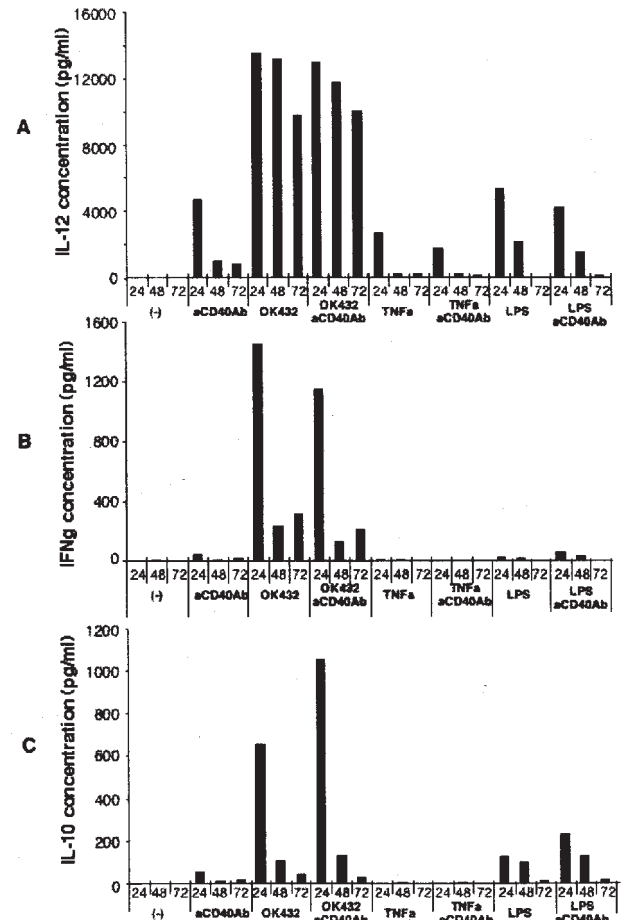 A
IL-12 concentration (pg/ml)
16000
12000
8000
4000
0
24 48 72 24 48 72 24 48 72 24 48 72 24 48 72 24 48 72 24 48 72 24 48 72
(-) aCD40Ab OK432 OK432 aCD40Ab TNFa TNFa aCD40Ab LPS LPS aCD40Ab
B
IFNg concentration (pg/ml)
1600
1200
800
400
0
24 48 72 24 48 72 24 48 72 24 48 72 24 48 72 24 48 72 24 48 72 24 48 72
(-) aCD40Ab OK432 OK432 aCD40Ab TNFa TNFa aCD40Ab LPS LPS aCD40Ab
C
IL-10 concentration (pg/ml)
1200
1000
800
600
400
200
0
24 48 72 24 48 72 24 48 72 24 48 72 24 48 72 24 48 72 24 48 72 24 48 72
(-) aCD40Ab OK432 OK432 aCD40Ab TNFa TNFa aCD40Ab LPS LPS aCD40Ab